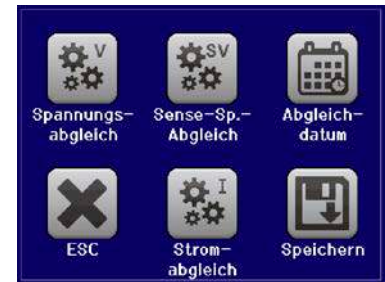 V
SV
Spannungs-
abgleich
Sense-Sp.-
Abgleich
Abgleich-
datum
I
ESC
Strom-
abgleich
Speichern